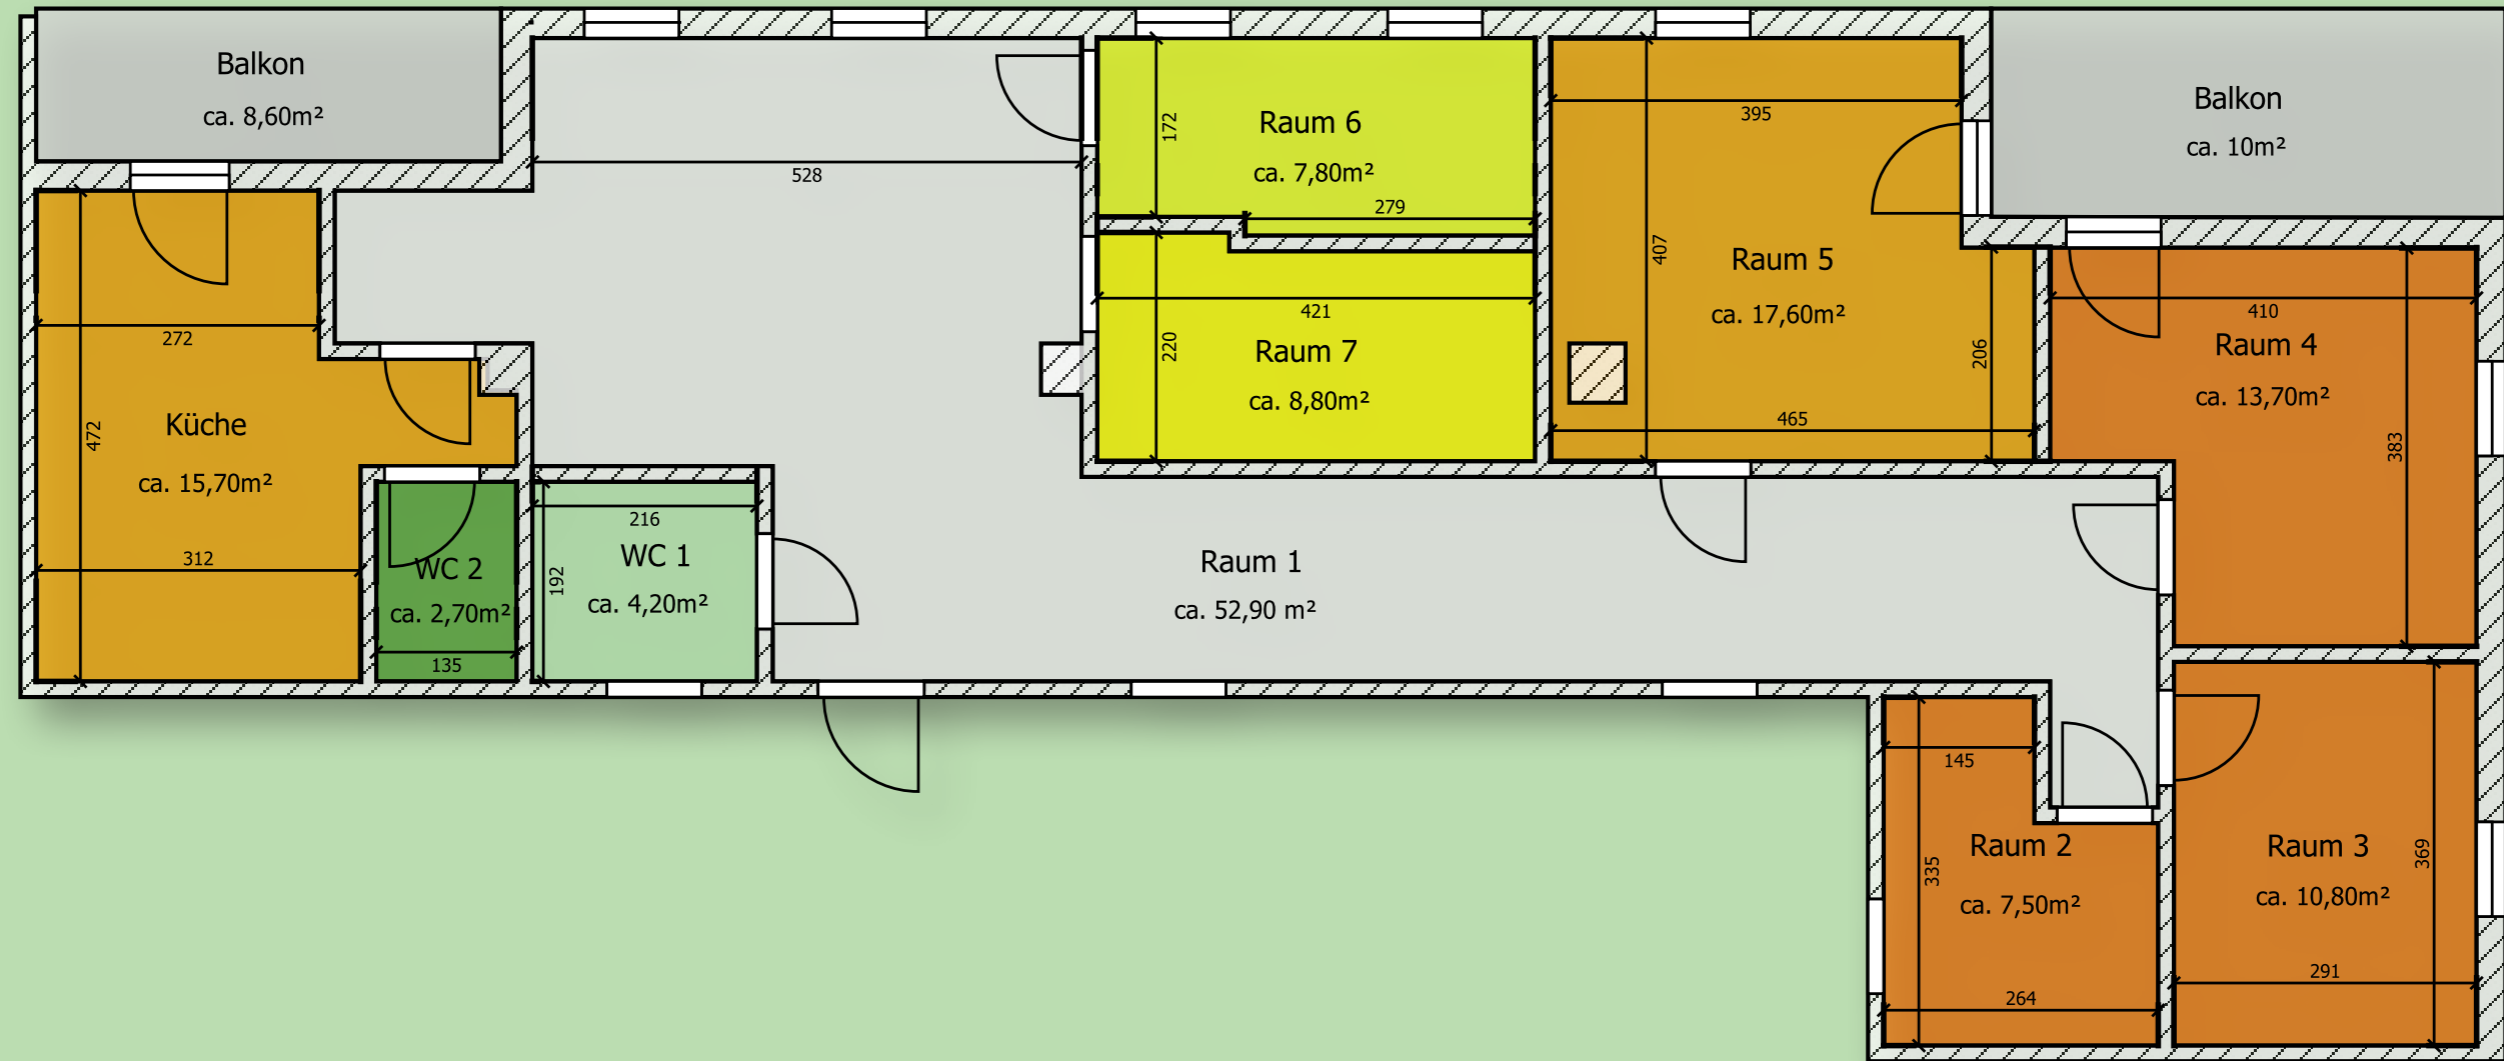 Balkon
ca. 8,60m²
528
172
Raum 6
ca. 7,80m²
279
395
Balkon
ca. 10m²
272
472
Küche
ca. 15,70m²
312
421
220
Raum 7
ca. 8,80m²
407
Raum 5
ca. 17,60m²
206
465
410
Raum 4
ca. 13,70m²
383
WC 2
ca. 2,70m²
135
216
192
WC 1
ca. 4,20m²
Raum 1
ca. 52,90 m²
145
335
Raum 2
ca. 7,50m²
264
Raum 3
ca. 10,80m²
369
291